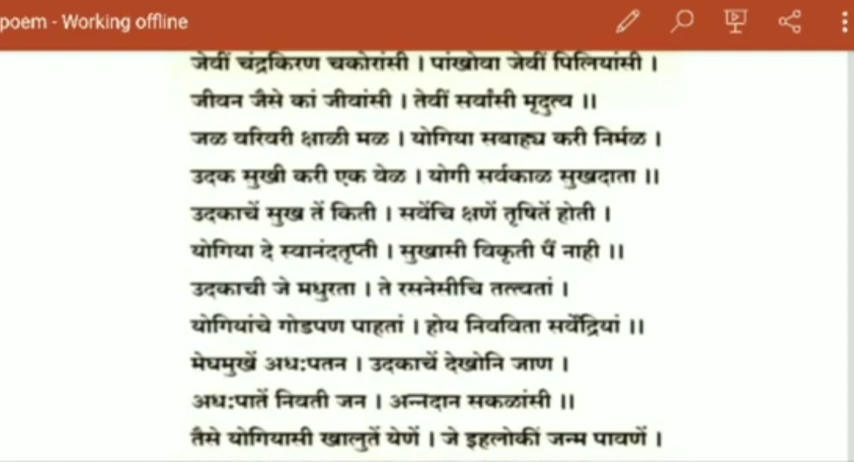 poem - Working offline
जेवीं चंद्रकिरण चकोरांसी । पांखोवा जेवीं पिलियांसी ।
जीवन जैसे कां जीवांसी । तेवीं सर्वांसी मृदुत्व ॥
जळ वरिवरी क्षाळी मळ । योगिया सबाह्य करी निर्मळ ।
उदक सुखी करी एक वेळ । योगी सर्वकाळ सुखदाता ॥
उदकाचें सुख तें किती । सवेंचि क्षणें तृषितें होती ।
योगिया दे स्वानंदतृप्ती । सुखासी विकृती पैं नाही ॥
उदकाची जे मधुरता । ते रसनेसीचि तत्त्वतां ।
योगियांचे गोडपण पाहतां । होय निवविता सर्वेंद्रियां ॥
मेघमुखें अधःपतन । उदकाचें देखोनि जाण ।
अधःपातें निवती जन । अन्नदान सकळांसी ॥
तैसे योगियासी खालुतें येणें । जे इहलोकीं जन्म पावणें ।